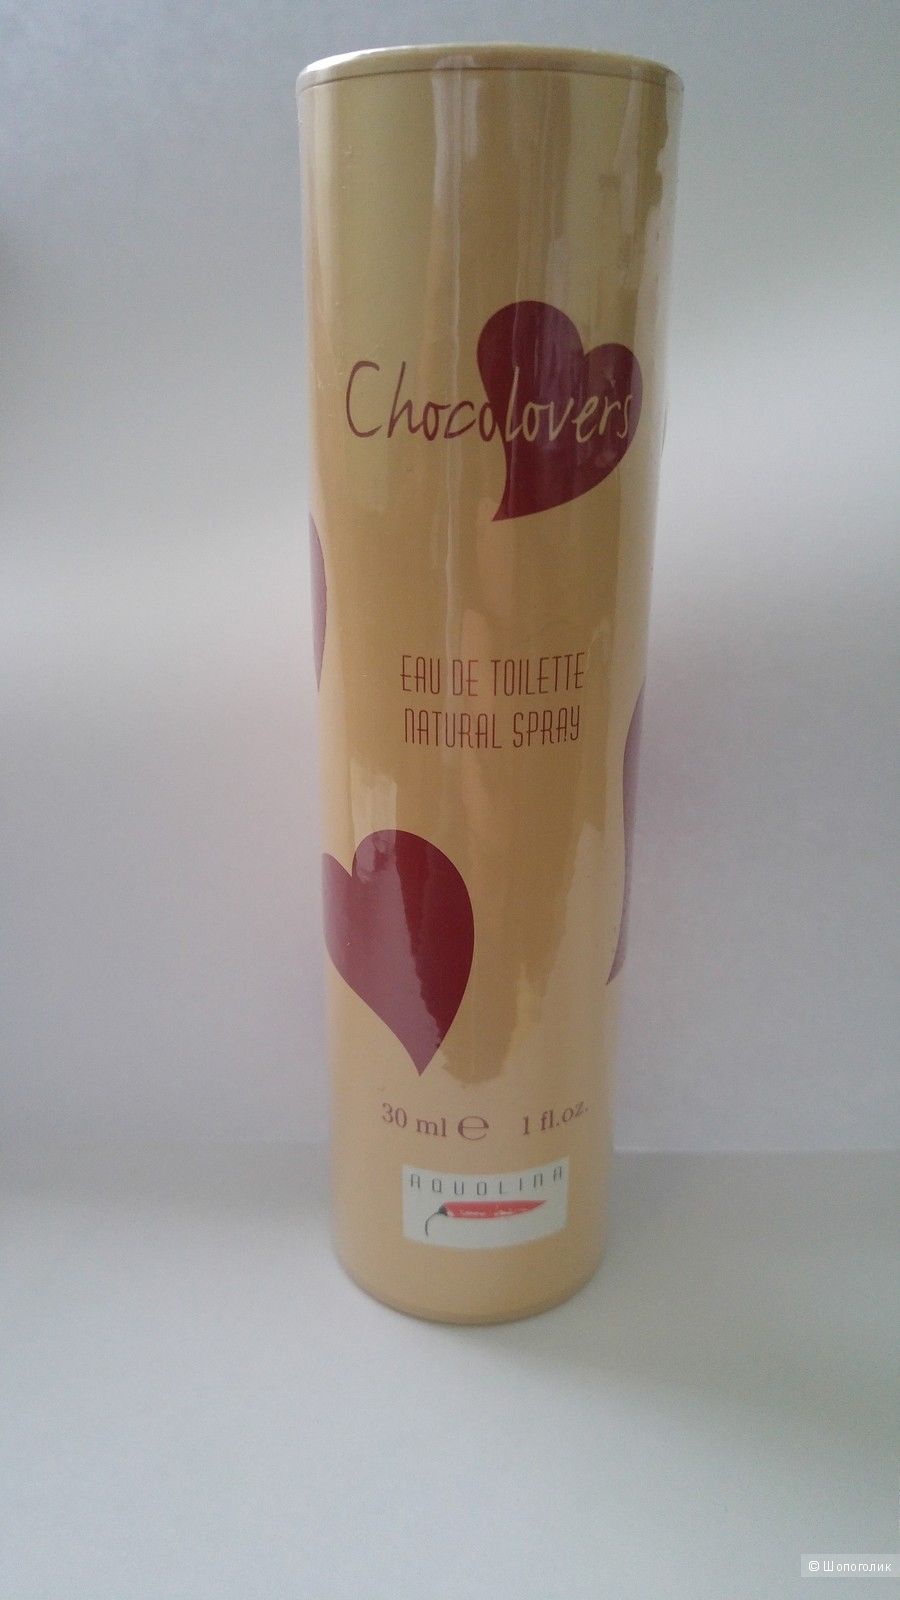 Chocolovers
EAU DE TOILETTE
NATURAL SPRAY
30 ml ℮ 1 fl.oz.
AQUOLINA
© Шопоголик